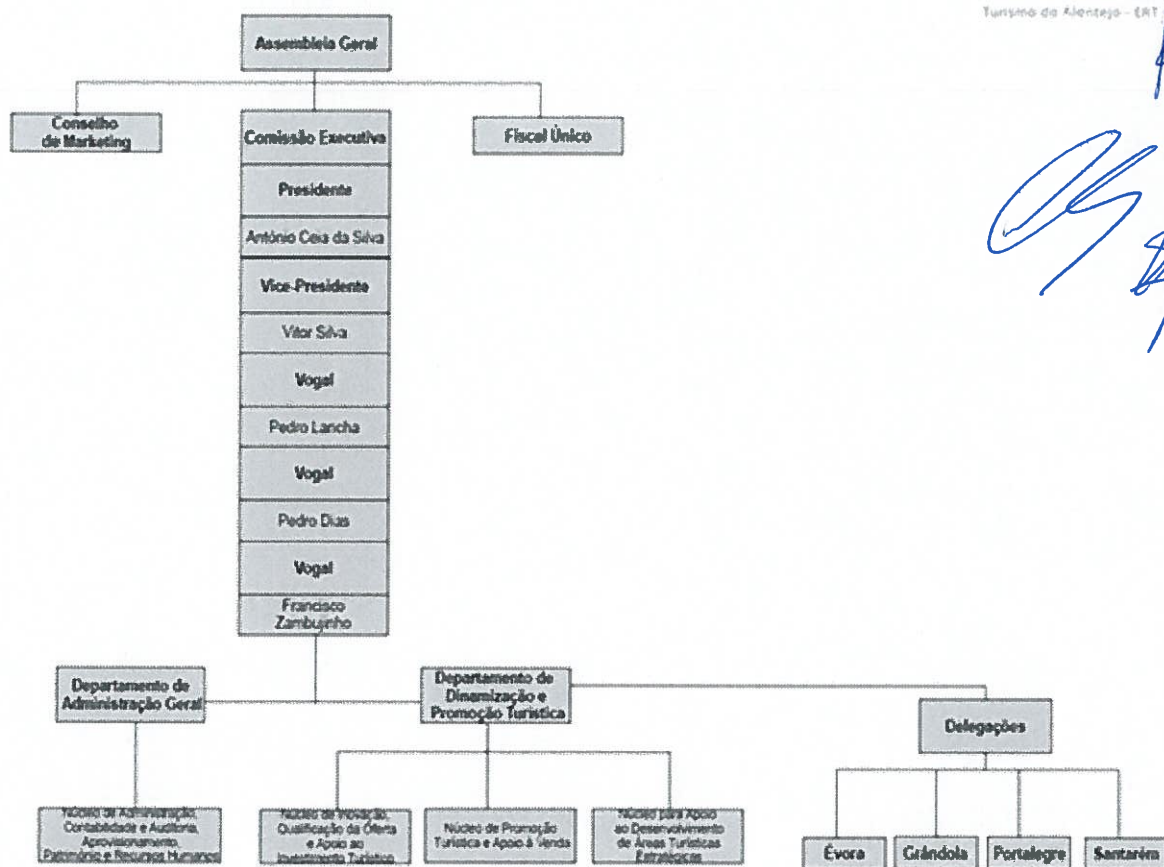 Turismo do Alentejo - ERT
Assembleia Geral
Conselho
de Marketing
Comissão Executiva
Fiscal Único
Presidente
António Ceia da Silva
Vice-Presidente
Vitor Silva
Vogal
Pedro Lancha
Vogal
Pedro Dias
Vogal
Francisco
Zambujinho
Departamento de
Administração Geral
Departamento de
Dinamização e
Promoção Turística
Delegações
Núcleo de Administração,
Contabilidade e Auditoria,
Aprovisionamento,
Património e Recursos Humanos
Núcleo de Inovação,
Qualificação da Oferta
e Apoio ao
Investimento Turístico
Núcleo de Promoção
Turística e Apoio à Venda
Núcleo para Apoio
ao Desenvolvimento
de Áreas Turísticas
Estratégicas
Évora
Grândola
Portalegre
Santarém